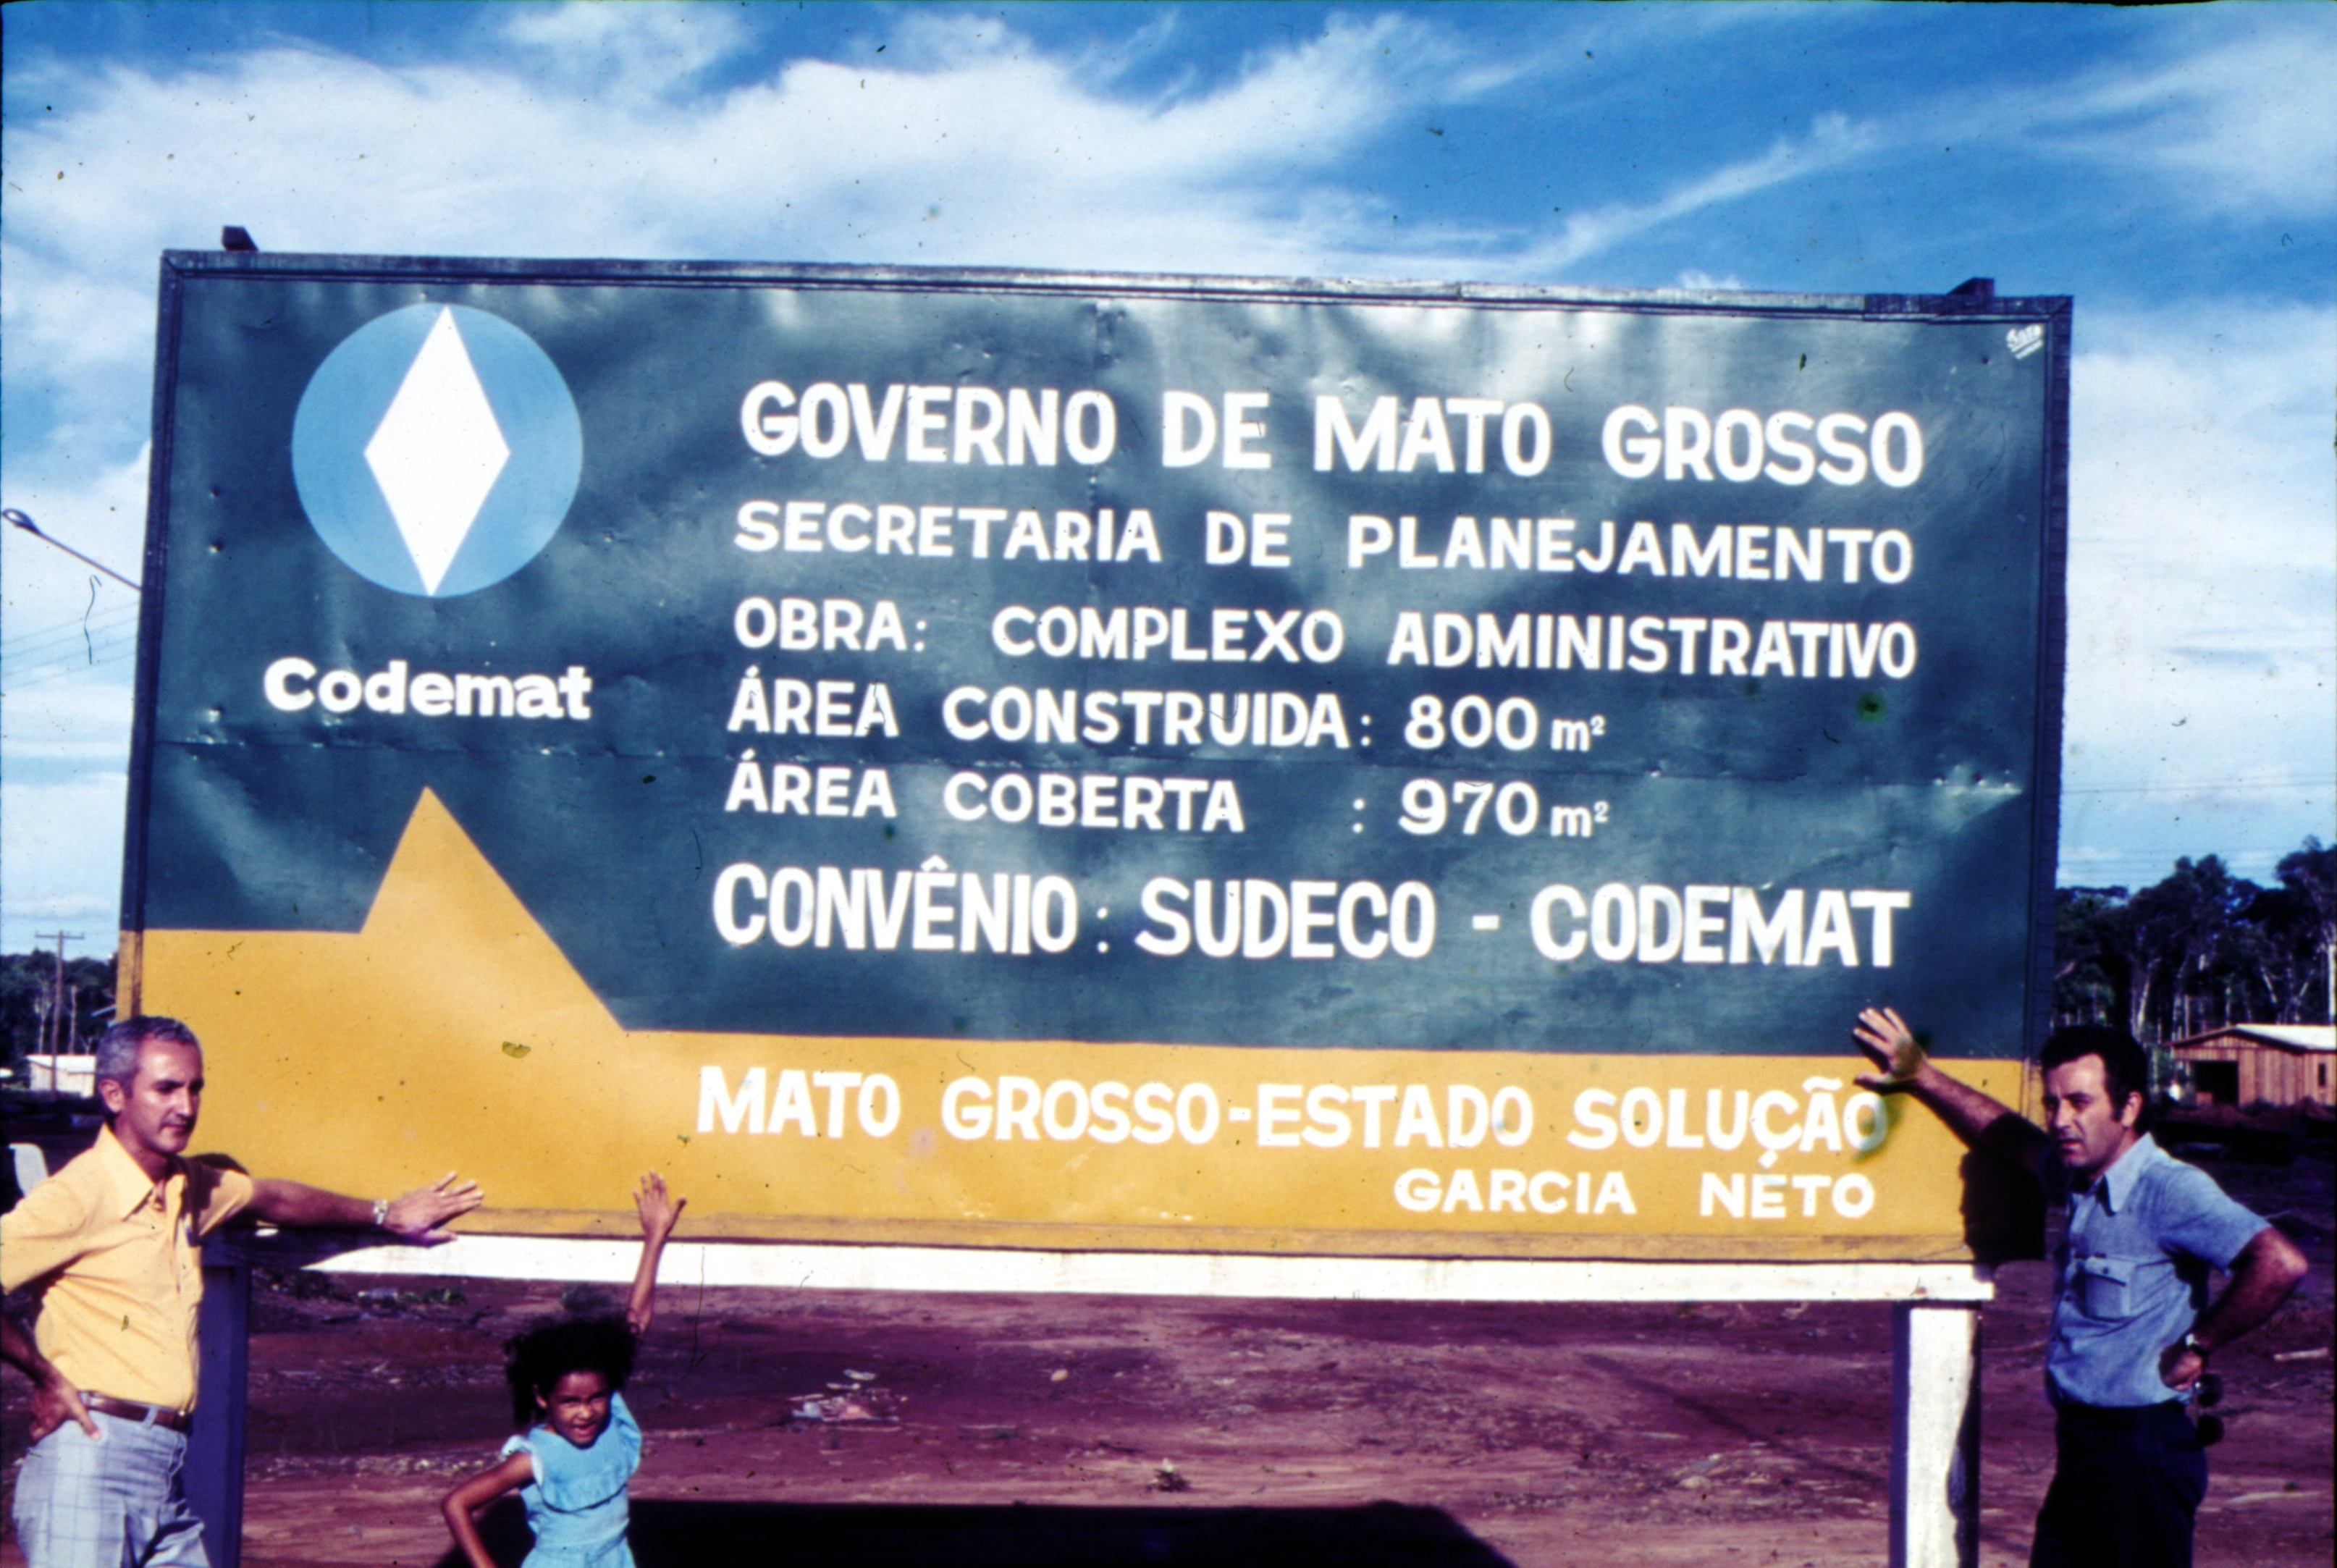 Codemat
GOVERNO DE MATO GROSSO
SECRETARIA DE PLANEJAMENTO
OBRA: COMPLEXO ADMINISTRATIVO
ÁREA CONSTRUIDA: 800 m²
ÁREA COBERTA : 970 m²
CONVÊNIO: SUDECO - CODEMAT
MATO GROSSO-ESTADO SOLUÇÃO
GARCIA NETO